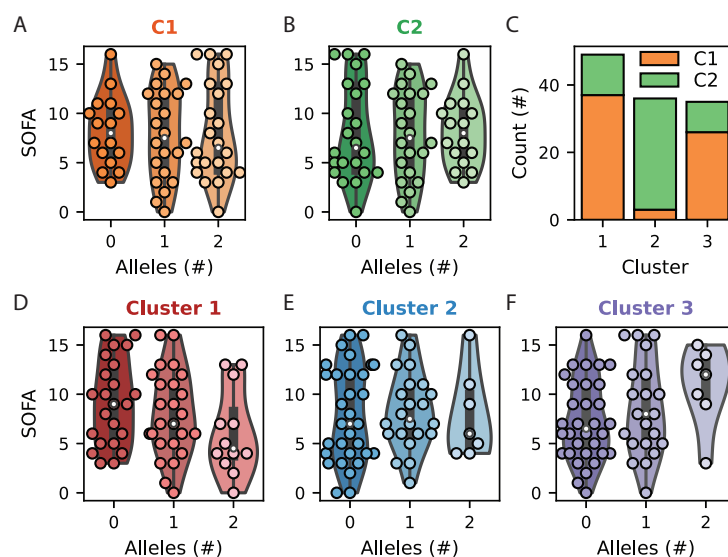 A
C1
SOFA
15
10
5
0
0 1 2
Alleles (#)
B
C2
15
10
5
0
0 1 2
Alleles (#)
C
Count (#)
40
20
0
C1
C2
1 2 3
Cluster
D
Cluster 1
SOFA
15
10
5
0
0 1 2
Alleles (#)
E
Cluster 2
15
10
5
0
0 1 2
Alleles (#)
F
Cluster 3
15
10
5
0
0 1 2
Alleles (#)